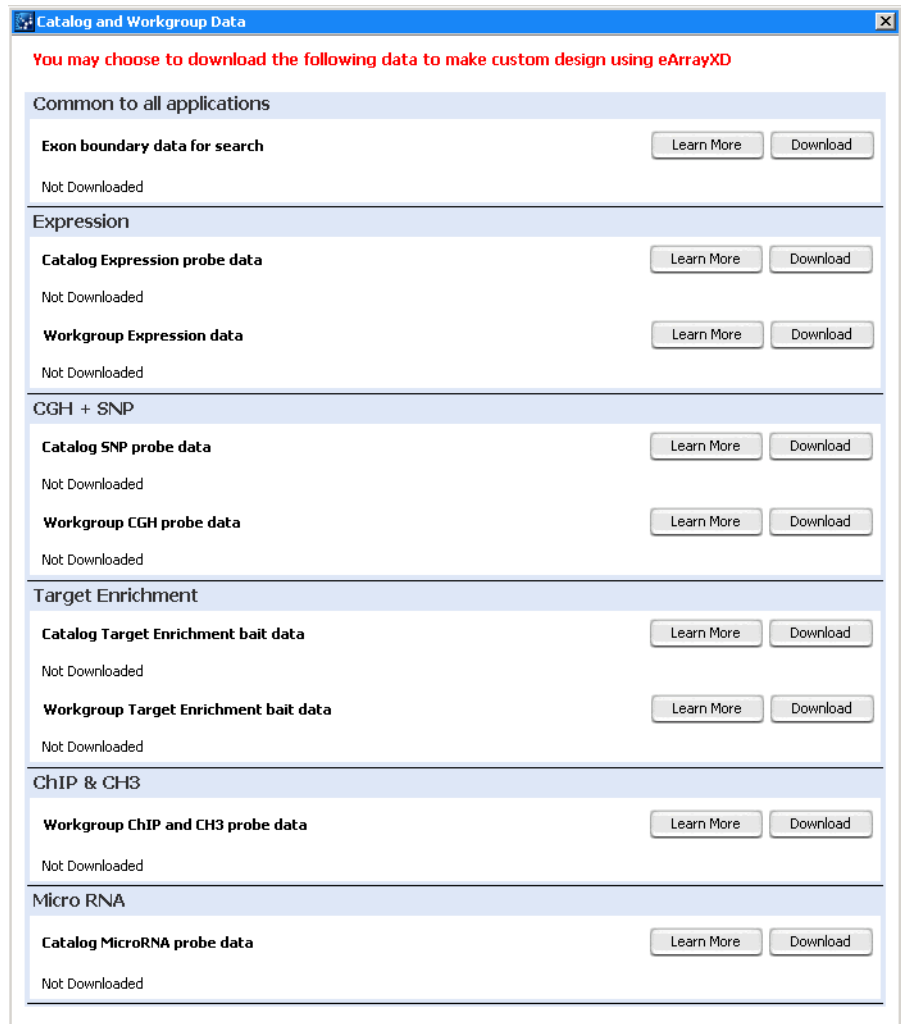 Catalog and Workgroup Data
You may choose to download the following data to make custom design using eArrayXD
Common to all applications
Exon boundary data for search Learn More Download
Not Downloaded
Expression
Catalog Expression probe data Learn More Download
Not Downloaded
Workgroup Expression data Learn More Download
Not Downloaded
CGH + SNP
Catalog SNP probe data Learn More Download
Not Downloaded
Workgroup CGH probe data Learn More Download
Not Downloaded
Target Enrichment
Catalog Target Enrichment bait data Learn More Download
Not Downloaded
Workgroup Target Enrichment bait data Learn More Download
Not Downloaded
ChIP & CH3
Workgroup ChIP and CH3 probe data Learn More Download
Not Downloaded
Micro RNA
Catalog MicroRNA probe data Learn More Download
Not Downloaded